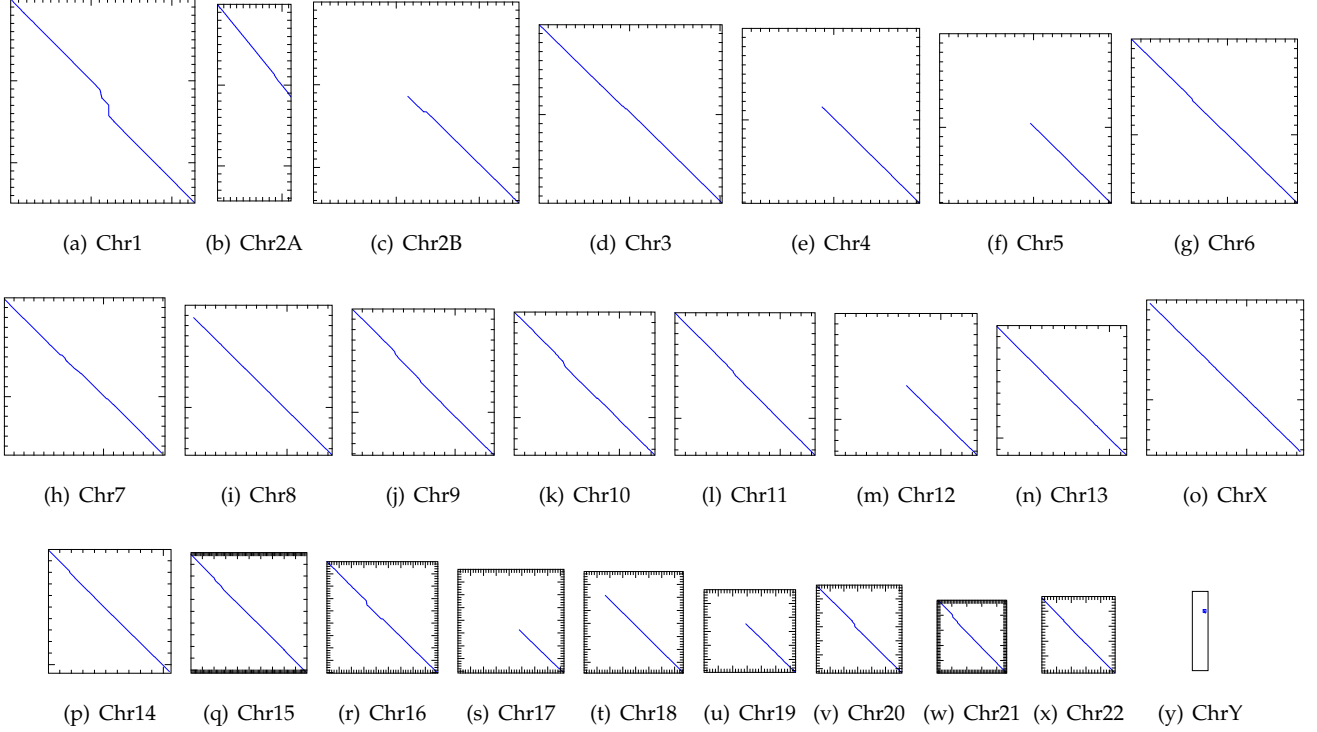 (a) Chr1
(b) Chr2A
(c) Chr2B
(d) Chr3
(e) Chr4
(f) Chr5
(g) Chr6
(h) Chr7
(i) Chr8
(j) Chr9
(k) Chr10
(l) Chr11
(m) Chr12
(n) Chr13
(o) ChrX
(p) Chr14
(q) Chr15
(r) Chr16
(s) Chr17
(t) Chr18
(u) Chr19
(v) Chr20
(w) Chr21
(x) Chr22
(y) ChrY